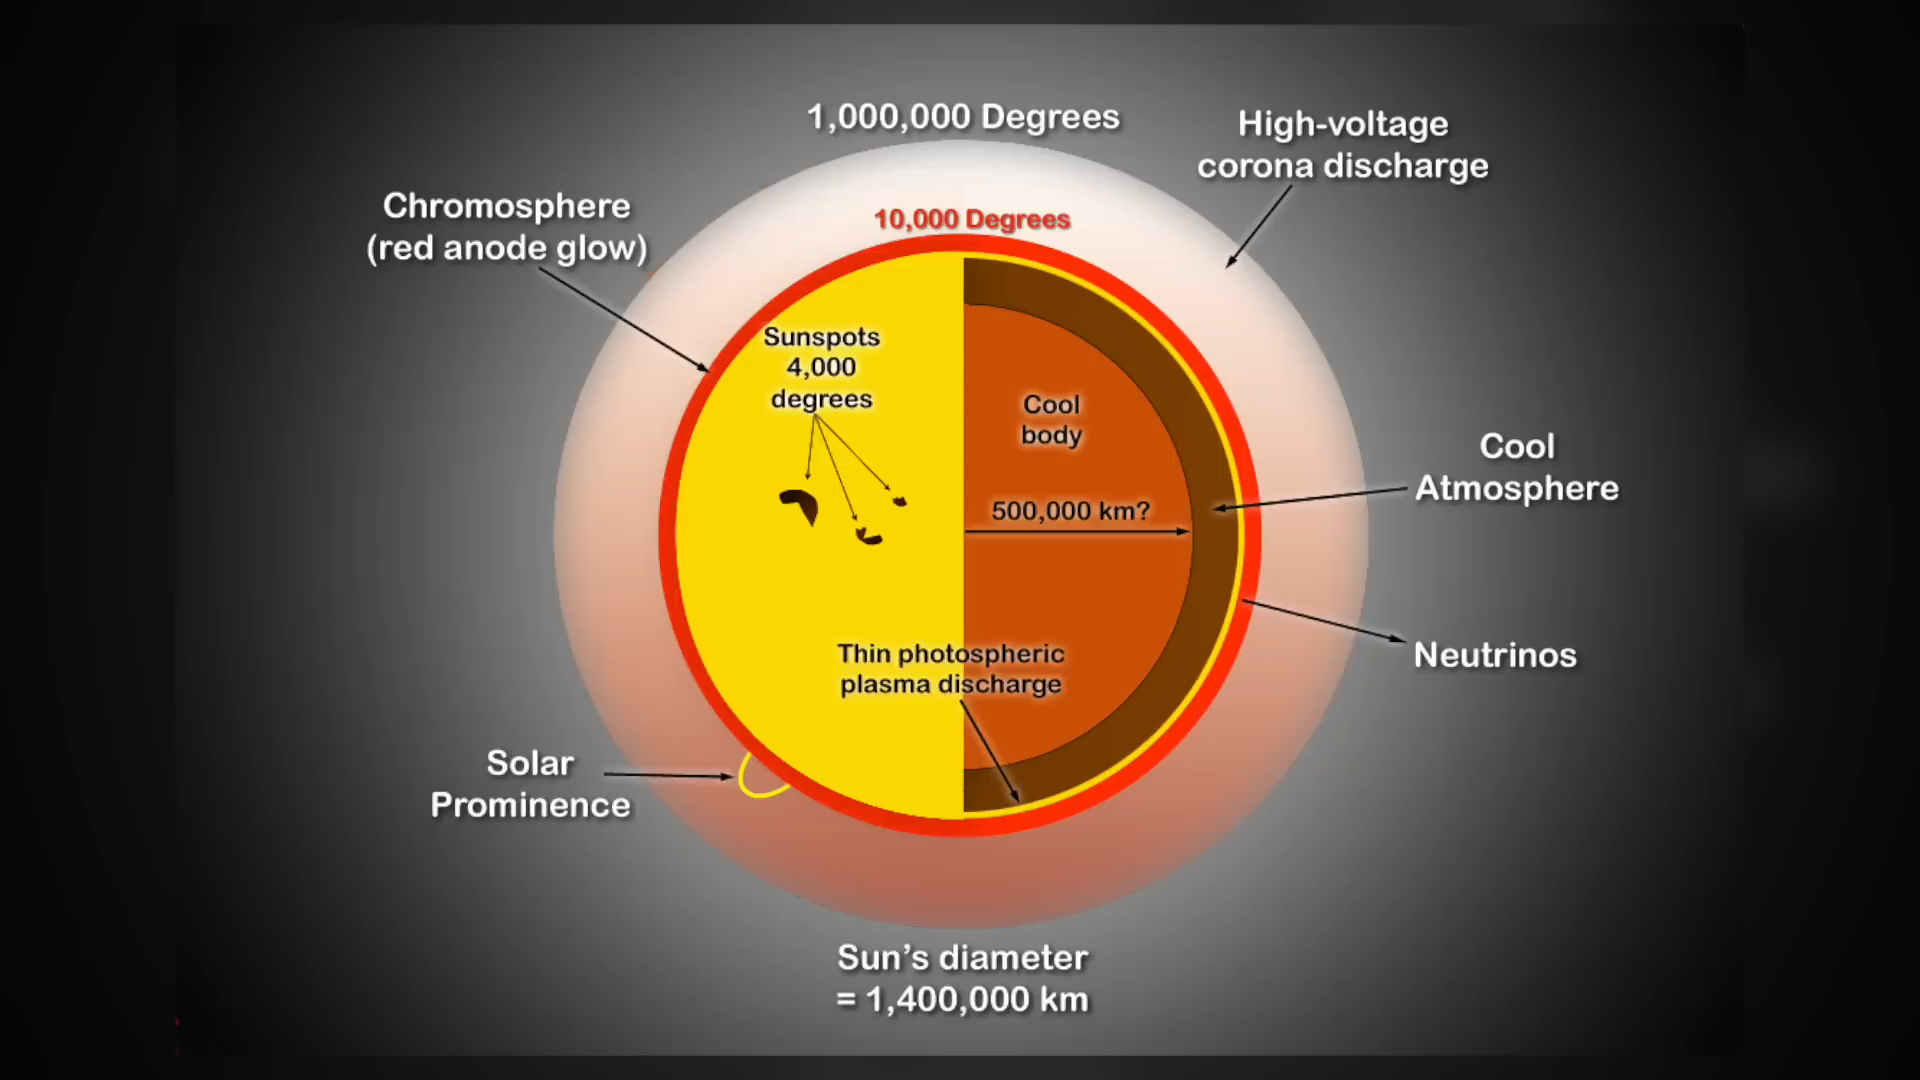 1,000,000 Degrees
High-voltage
corona discharge
Chromosphere
(red anode glow)
10,000 Degrees
Sunspots
4,000
degrees
Cool
body
500,000 km?
Cool
Atmosphere
Thin photospheric
plasma discharge
Neutrinos
Solar
Prominence
Sun’s diameter
= 1,400,000 km